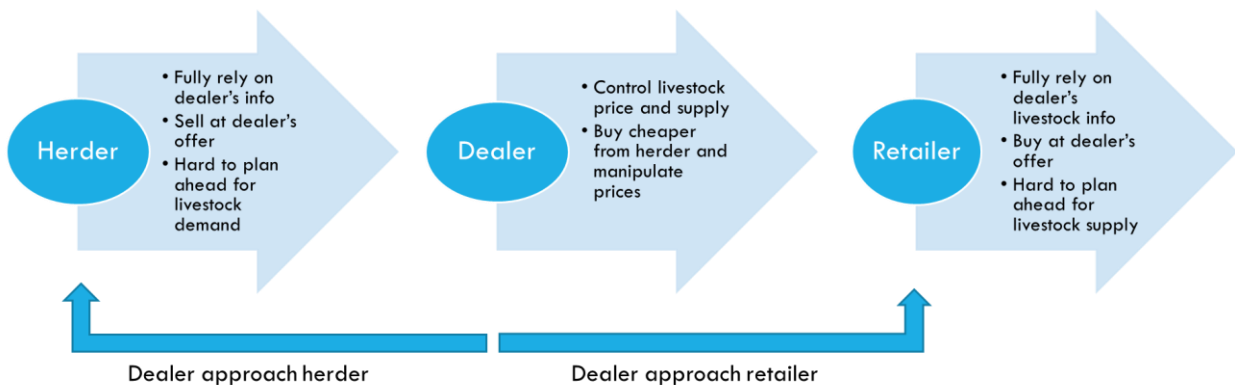 Herder
• Fully rely on
dealer's info
• Sell at dealer's
offer
• Hard to plan
ahead for
livestock
demand
Dealer
• Control livestock
price and supply
• Buy cheaper
from herder and
manipulate
prices
Retailer
• Fully rely on
dealer's
livestock info
• Buy at dealer's
offer
• Hard to plan
ahead for
livestock supply
Dealer approach herder
Dealer approach retailer